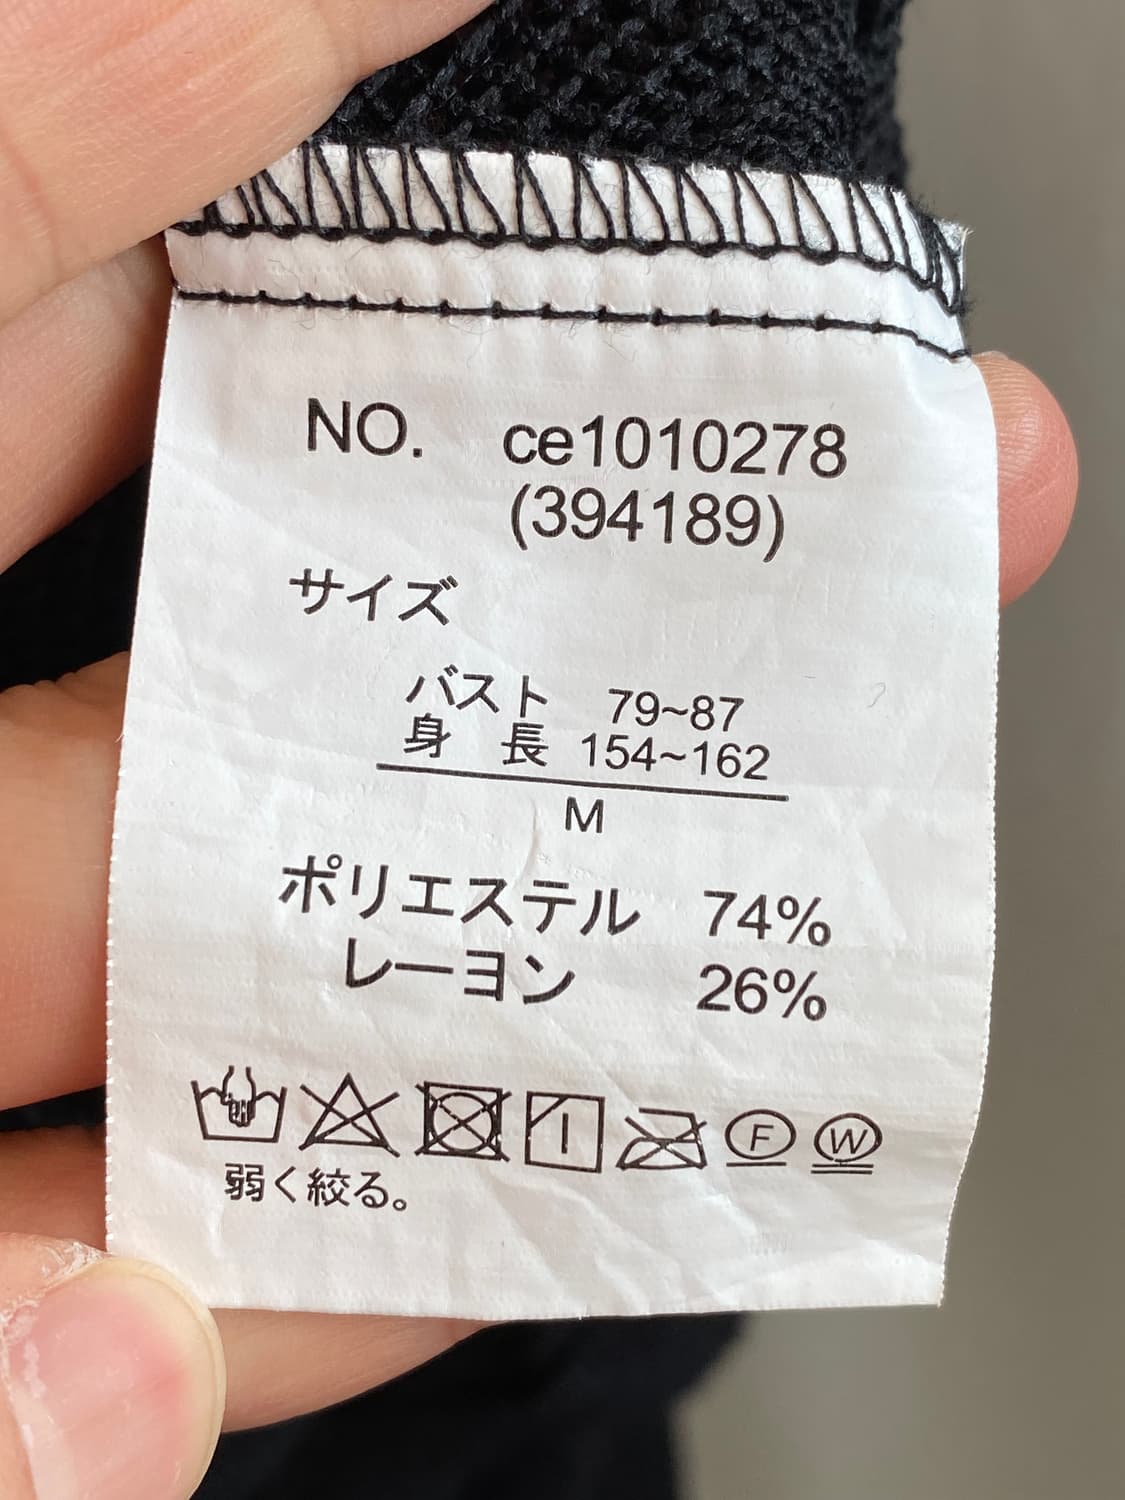 NO. ce1010278
(394189)
サイズ
バスト 79~87
身 長 154~162
M
ポリエステル 74%
レーヨン 26%
F W
弱く絞る。